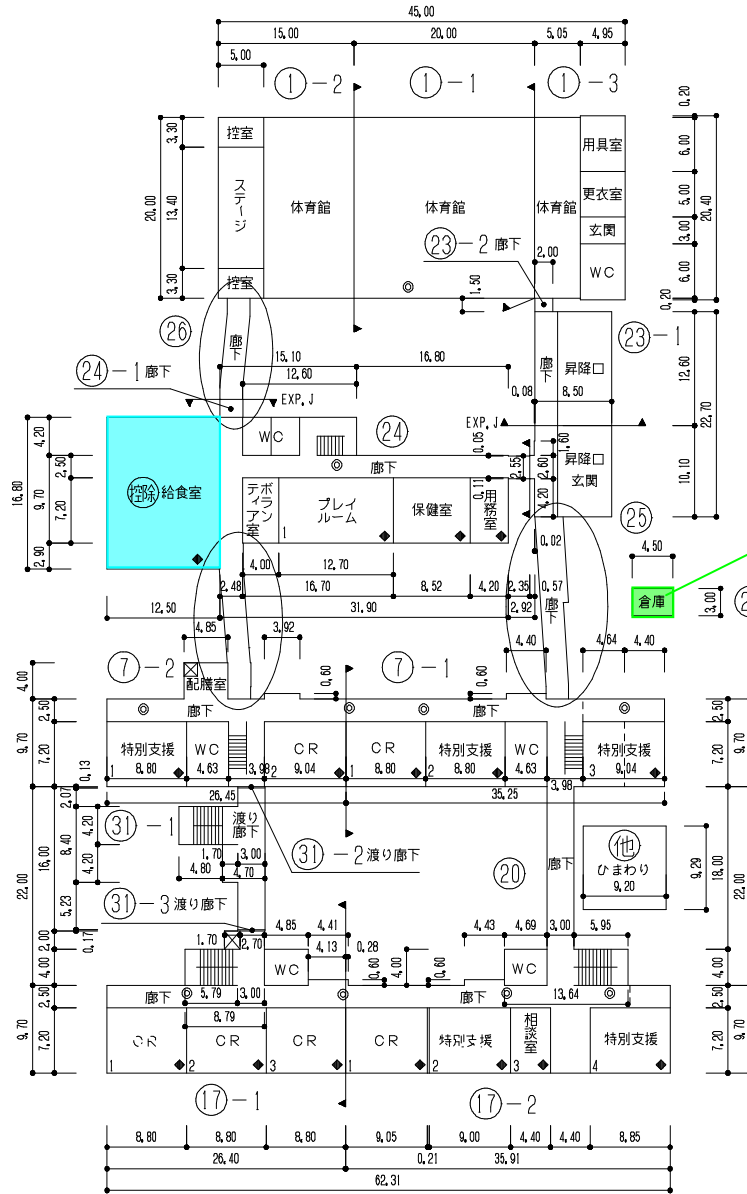 45.00
15.00 20.00 5.05 4.95
5.00
①-2 ①-1 ①-3
0.20
3.30 控室 用具室 6.00
20.00 13.40 ステージ 体育館 体育館 体育館 更衣室 5.00 20.40
玄関 3.00
㉓-2 廊下 2.00
3.30 控室 1.50 WC 6.00
0.20
㉖ 廊下 ㉓-1
15.10 16.80 廊下 昇降口 12.60
㉔-1 廊下 12.60 0.08 8.50 22.70
EXP.J EXP.J
4.20 WC ㉔ 0.05 1.60
16.80 2.50 廊下 2.55 2.60 昇降口
9.70 控除 給食室 ボランティア室 1 プレイルーム 保健室 用務室 0.11 4.20 玄関 10.10
7.20 ㉕
2.90 0.02 4.50
4.00 12.70 廊下 倉庫 3.00
2.48 16.70 8.52 4.20 2.35 0.57
12.50 31.90 2.92
4.85 3.92 4.40 4.64 4.40
⑦-2 ⑦-1
4.00 配膳室 0.60 0.60
2.50 廊下 廊下 2.50
9.70 7.20 特別支援 WC CR CR 特別支援 WC 特別支援 7.20 9.70
1 8.80 4.63 3.98 2 9.04 1 8.80 2 8.80 4.63 3.98 3 9.04
0.13
26.45 35.25
2.07
㉛-1 渡り廊下
4.20 ㉛-2 渡り廊下 他
22.00 16.00 8.40 1.70 3.00 ⑳ 廊下 ひまわり 9.29 18.00 22.00
4.20 4.80 4.70 9.20
㉛-3 渡り廊下
5.23
1.70 2.70 4.85 4.41 4.43 4.69 3.00 5.95
2.00 0.17 4.13 0.28
4.00 WC 0.60 4.00 0.60 WC 4.00
2.50 廊下 5.79 3.00 廊下 13.64 2.50
8.79
9.70 7.20 CR CR CR CR 特別支援 相談室 特別支援 7.20 9.70
1 2 3 1 2 3 4
⑰-1 ⑰-2
8.80 8.80 8.80 9.05 9.00 4.40 4.40 8.85
26.40 0.21 35.91
62.31